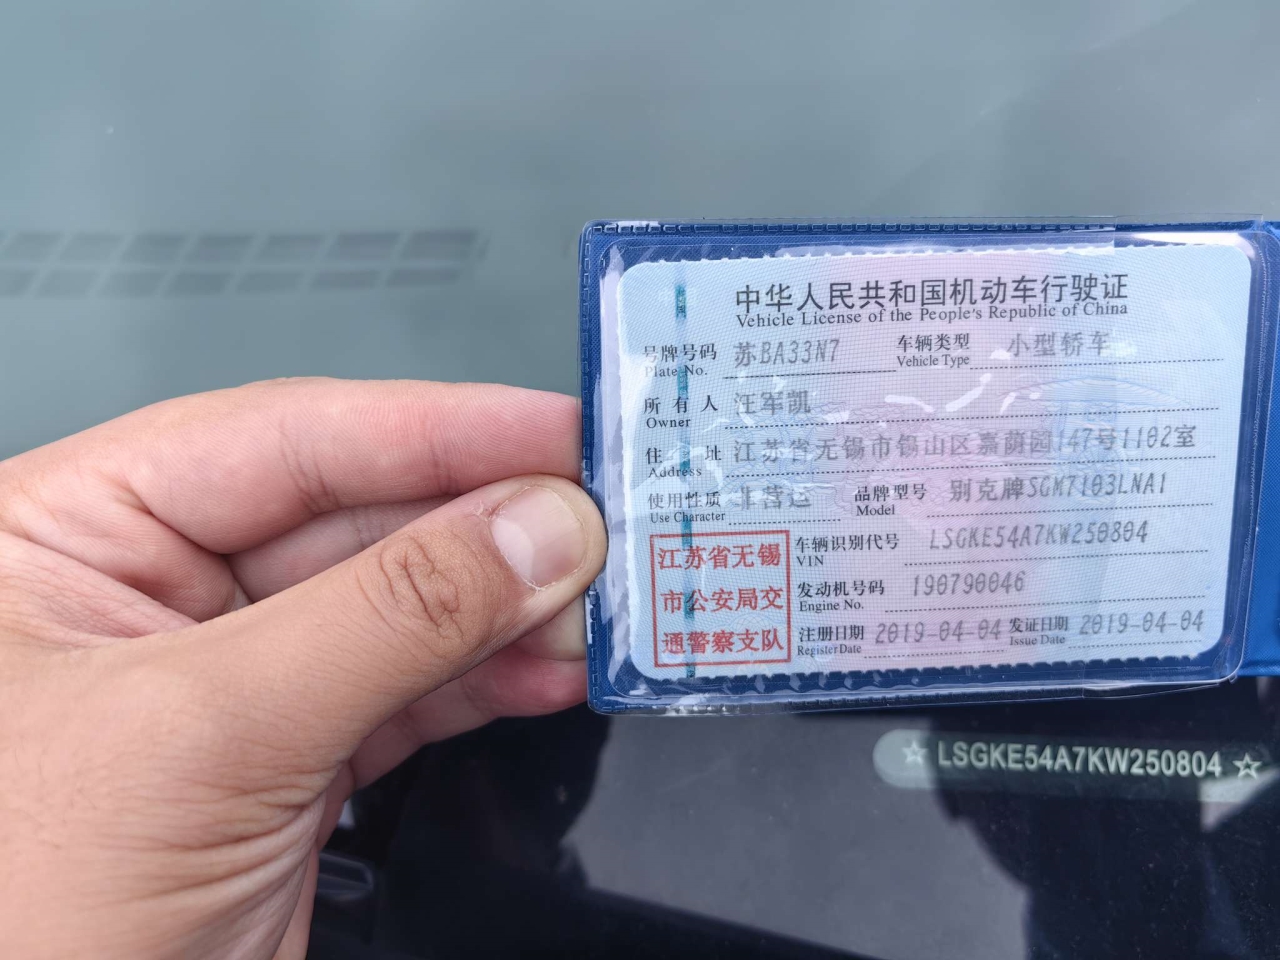 中华人民共和国机动车行驶证
Vehicle License of the People's Republic of China
号牌号码 苏BA33N7 车辆类型 小型轿车
Plate No. Vehicle Type
所有人 汪军凯
Owner
住址 江苏省无锡市锡山区嘉荫园147号1102室
Address
使用性质 非营运 品牌型号 别克牌SGM7103LNA1
Use Character Model
江苏省无锡
市公安局交
通警察支队
车辆识别代号 LSGKE54A7KW250804
VIN
发动机号码 190790046
Engine No.
注册日期 2019-04-04 发证日期 2019-04-04
Register Date Issue Date
☆ LSGKE54A7KW250804 ☆